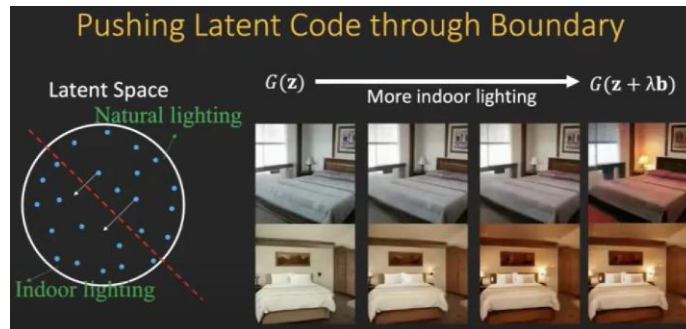 Pushing Latent Code through Boundary
Latent Space
Natural lighting
Indoor lighting
G(𝐳)
More indoor lighting
G(𝐳 + λ𝐛)